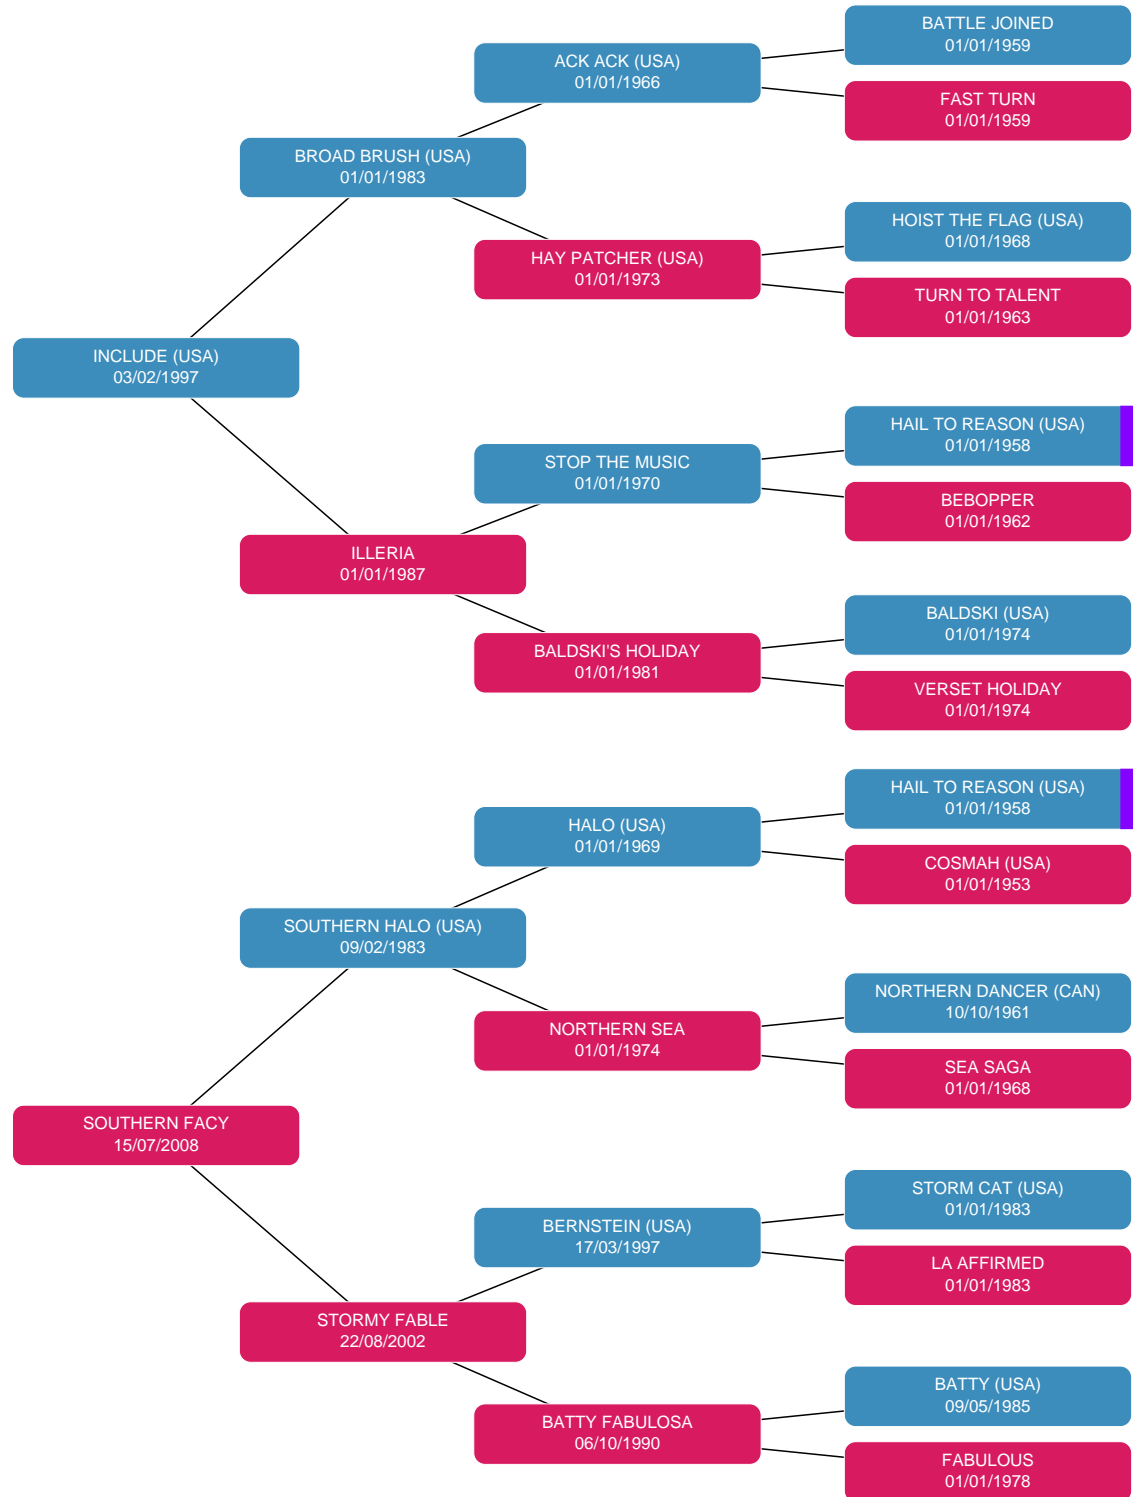 BATTLE JOINED
01/01/1959
ACK ACK (USA)
01/01/1966
FAST TURN
01/01/1959
BROAD BRUSH (USA)
01/01/1983
HOIST THE FLAG (USA)
01/01/1968
HAY PATCHER (USA)
01/01/1973
TURN TO TALENT
01/01/1963
INCLUDE (USA)
03/02/1997
HAIL TO REASON (USA)
01/01/1958
STOP THE MUSIC
01/01/1970
BEBOPPER
01/01/1962
ILLERIA
01/01/1987
BALDSKI (USA)
01/01/1974
BALDSKI'S HOLIDAY
01/01/1981
VERSET HOLIDAY
01/01/1974
HAIL TO REASON (USA)
01/01/1958
HALO (USA)
01/01/1969
COSMAH (USA)
01/01/1953
SOUTHERN HALO (USA)
09/02/1983
NORTHERN DANCER (CAN)
10/10/1961
NORTHERN SEA
01/01/1974
SEA SAGA
01/01/1968
SOUTHERN FACY
15/07/2008
STORM CAT (USA)
01/01/1983
BERNSTEIN (USA)
17/03/1997
LA AFFIRMED
01/01/1983
STORMY FABLE
22/08/2002
BATTY (USA)
09/05/1985
BATTY FABULOSA
06/10/1990
FABULOUS
01/01/1978